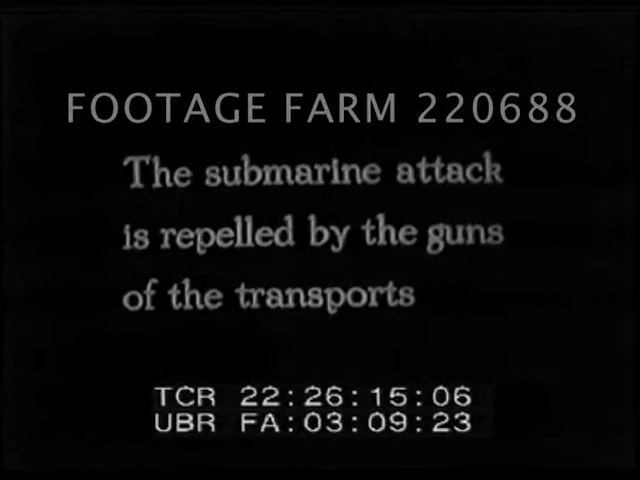 FOOTAGE FARM 220688
The submarine attack
is repelled by the guns
of the transports
TCR 22:26:15:06
UBR FA:03:09:23